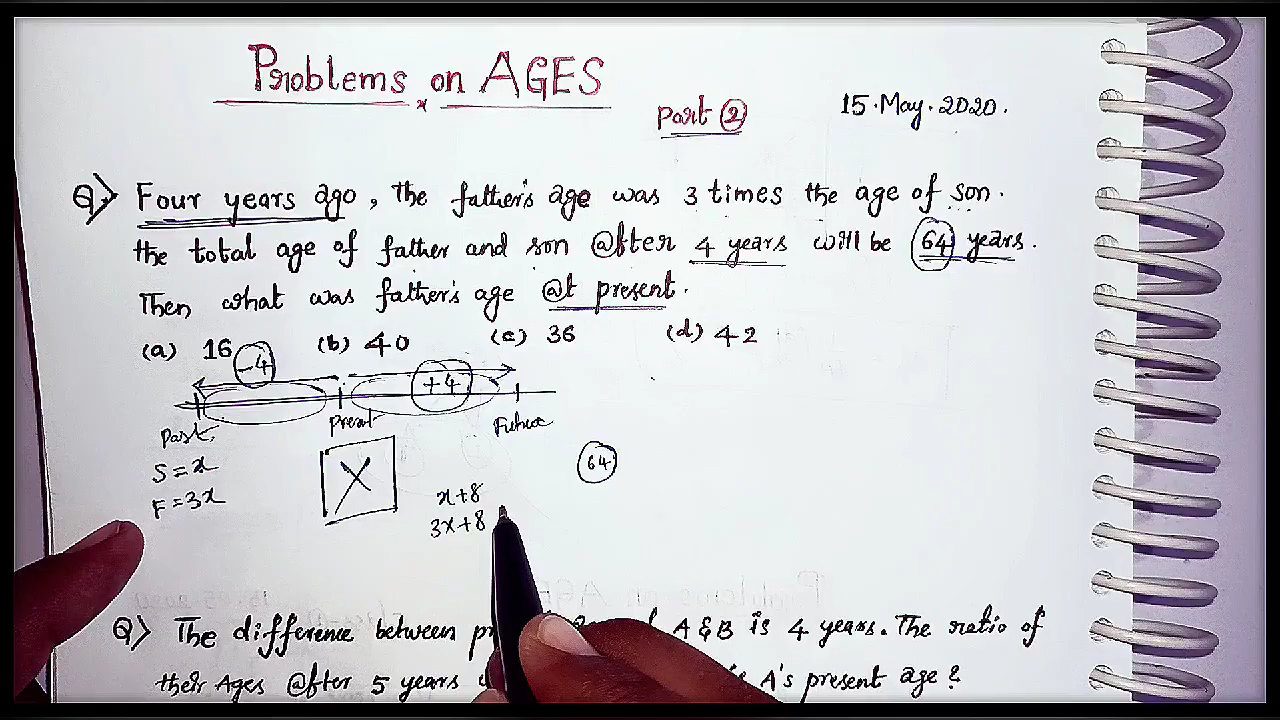 Problems on AGES
Part 2
15.May.2020.
Q> Four years ago, the father's age was 3 times the age of son.
the total age of father and son @fter 4 years will be 64 years.
Then what was father's age @t present.
(a) 16 (b) 40 (c) 36 (d) 42
-4 +4
Past Present Future
S = x
F = 3x
X
64
x+8
3x+8
Q> The difference between A & B is 4 years. The ratio of
their Ages @fter 5 years A's present age?